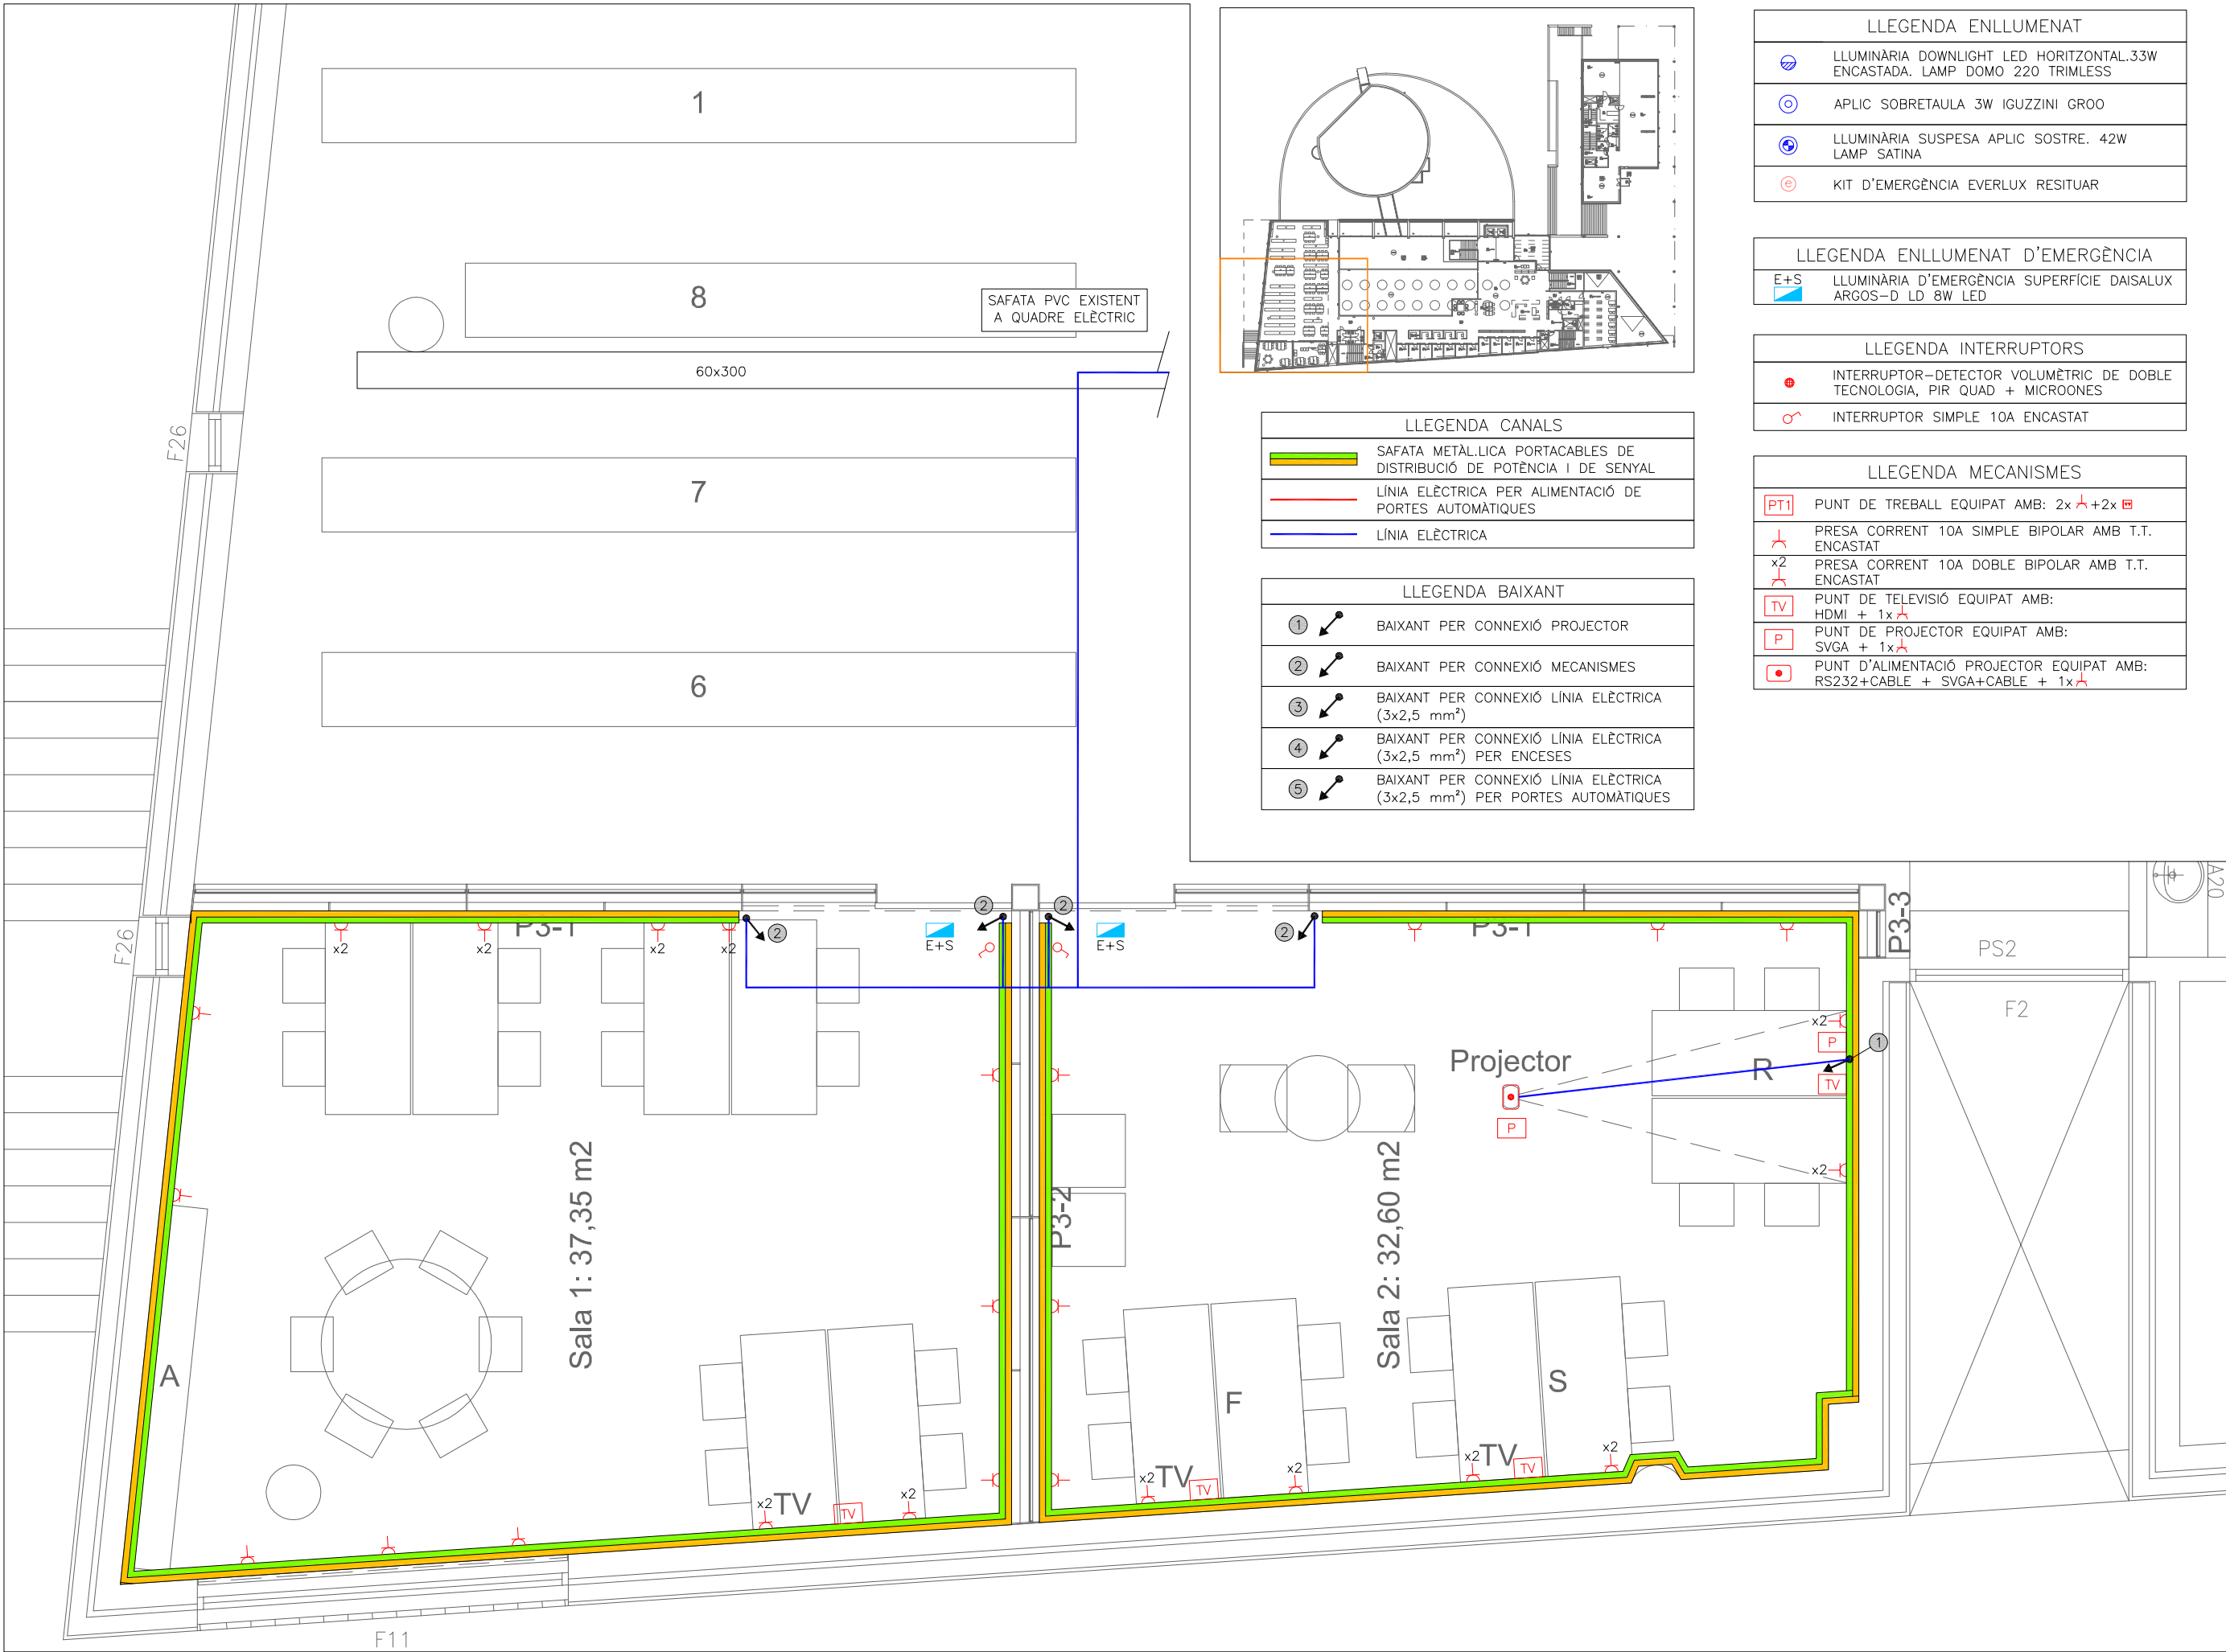 1
8
SAFATA PVC EXISTENT
A QUADRE ELÈCTRIC
60x300
F26
7
6
LLEGENDA CANALS
SAFATA METÀL.LICA PORTACABLES DE
DISTRIBUCIÓ DE POTÈNCIA I DE SENYAL
LÍNIA ELÈCTRICA PER ALIMENTACIÓ DE
PORTES AUTOMÀTIQUES
LÍNIA ELÈCTRICA
LLEGENDA BAIXANT
1 BAIXANT PER CONNEXIÓ PROJECTOR
2 BAIXANT PER CONNEXIÓ MECANISMES
3 BAIXANT PER CONNEXIÓ LÍNIA ELÈCTRICA
(3x2,5 mm²)
4 BAIXANT PER CONNEXIÓ LÍNIA ELÈCTRICA
(3x2,5 mm²) PER ENCESES
5 BAIXANT PER CONNEXIÓ LÍNIA ELÈCTRICA
(3x2,5 mm²) PER PORTES AUTOMÀTIQUES
LLEGENDA ENLLUMENAT
LLUMINÀRIA DOWNLIGHT LED HORITZONTAL.33W
ENCASTADA. LAMP DOMO 220 TRIMLESS
APLIC SOBRETAULA 3W IGUZZINI GROO
LLUMINÀRIA SUSPESA APLIC SOSTRE. 42W
LAMP SATINA
e KIT D'EMERGÈNCIA EVERLUX RESITUAR
LLEGENDA ENLLUMENAT D'EMERGÈNCIA
E+S LLUMINÀRIA D'EMERGÈNCIA SUPERFÍCIE DAISALUX
ARGOS-D LD 8W LED
LLEGENDA INTERRUPTORS
INTERRUPTOR-DETECTOR VOLUMÈTRIC DE DOBLE
TECNOLOGIA, PIR QUAD + MICROONES
INTERRUPTOR SIMPLE 10A ENCASTAT
LLEGENDA MECANISMES
PT1 PUNT DE TREBALL EQUIPAT AMB: 2x +2x
PRESA CORRENT 10A SIMPLE BIPOLAR AMB T.T.
ENCASTAT
x2 PRESA CORRENT 10A DOBLE BIPOLAR AMB T.T.
ENCASTAT
TV PUNT DE TELEVISIÓ EQUIPAT AMB:
HDMI + 1x
P PUNT DE PROJECTOR EQUIPAT AMB:
SVGA + 1x
PUNT D'ALIMENTACIÓ PROJECTOR EQUIPAT AMB:
RS232+CABLE + SVGA+CABLE + 1x
F26
P3-1
x2
x2
x2
x2
2
2
E+S
2
E+S
2
P3-1
P3-3
A20
PS2
F2
x2
P
1
TV
R
Projector
P
x2
Sala 1: 37,35 m2
P3-2
Sala 2: 32,60 m2
A
F
S
x2
TV
TV
x2
x2
TV
TV
x2
x2
TV
TV
x2
F11